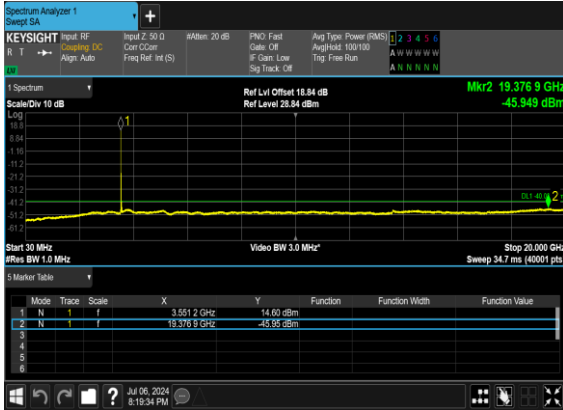 Spectrum Analyzer 1
Swept SA
+
KEYSIGHT Input: RF Input Z: 50 Ω #Atten: 20 dB PNO: Fast Avg Type: Power (RMS) 1 2 3 4 5 6
R T Coupling: DC Corr CCorr Gate: Off Avg|Hold: 100/100 A W W W W W
Align: Auto Freq Ref: Int (S) IF Gain: Low Trig: Free Run
Sig Track: Off A N N N N N
1 Spectrum Ref Lvl Offset 18.84 dB Mkr2 19.376 9 GHz
Scale/Div 10 dB Ref Level 28.84 dBm -45.949 dBm
Log
18.8
1
8.84
-1.16
-11.2
-21.2
-31.2
-41.2
2
-51.2
-61.2
Start 30 MHz Video BW 3.0 MHz* Stop 20.000 GHz
#Res BW 1.0 MHz Sweep 34.7 ms (40001 pts)
5 Marker Table
Mode Trace Scale X Y Function Function Width Function Value
1 N 1 f 3.551 2 GHz 14.60 dBm
2 N 1 f 19.376 9 GHz -45.95 dBm
3
4
5
6
? Jul 06, 2024
8:19:34 PM